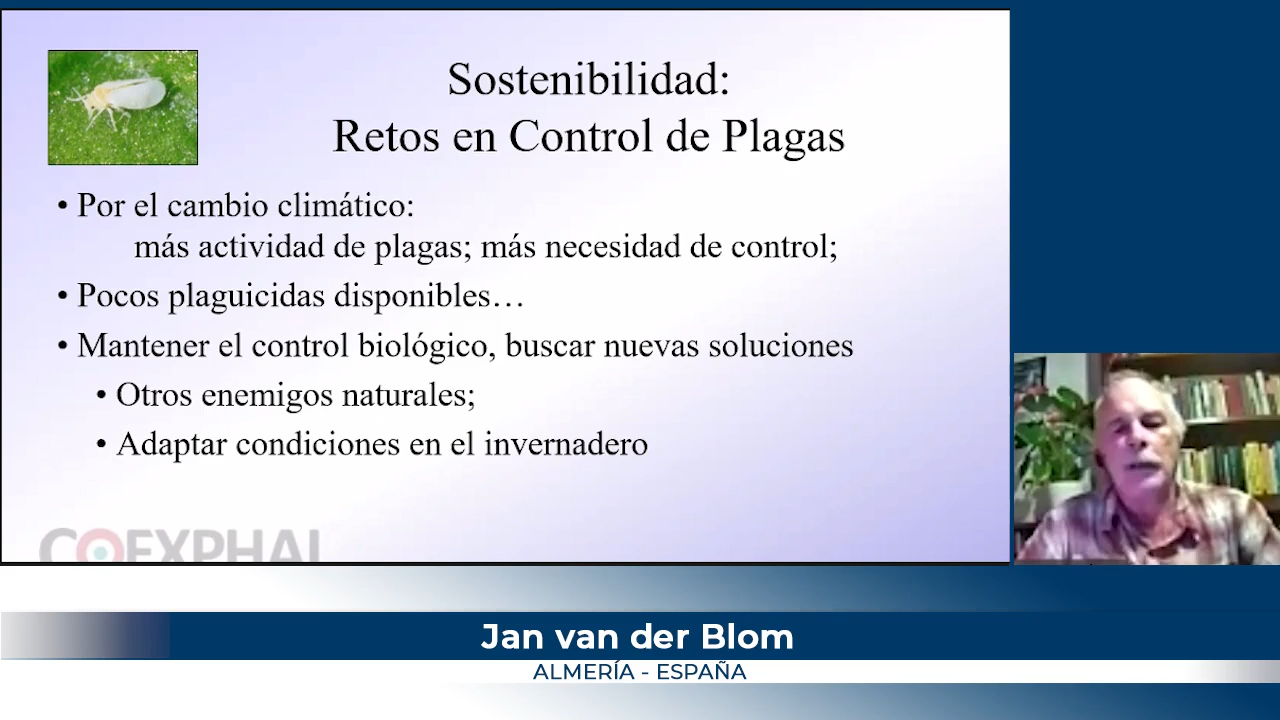 Sostenibilidad:
Retos en Control de Plagas
• Por el cambio climático:
más actividad de plagas; más necesidad de control;
• Pocos plaguicidas disponibles…
• Mantener el control biológico, buscar nuevas soluciones
• Otros enemigos naturales;
• Adaptar condiciones en el invernadero
COEXPHAL
Jan van der Blom
ALMERÍA - ESPAÑA